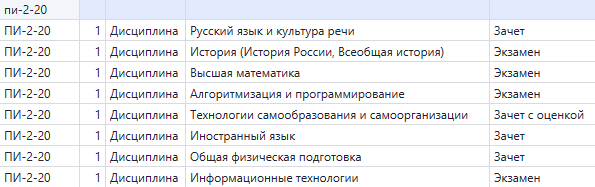 пи-2-20
ПИ-2-20 1 Дисциплина Русский язык и культура речи Зачет
ПИ-2-20 1 Дисциплина История (История России, Всеобщая история) Экзамен
ПИ-2-20 1 Дисциплина Высшая математика Экзамен
ПИ-2-20 1 Дисциплина Алгоритмизация и программирование Экзамен
ПИ-2-20 1 Дисциплина Технологии самообразования и самоорганизации Зачет с оценкой
ПИ-2-20 1 Дисциплина Иностранный язык Зачет
ПИ-2-20 1 Дисциплина Общая физическая подготовка Зачет
ПИ-2-20 1 Дисциплина Информационные технологии Экзамен